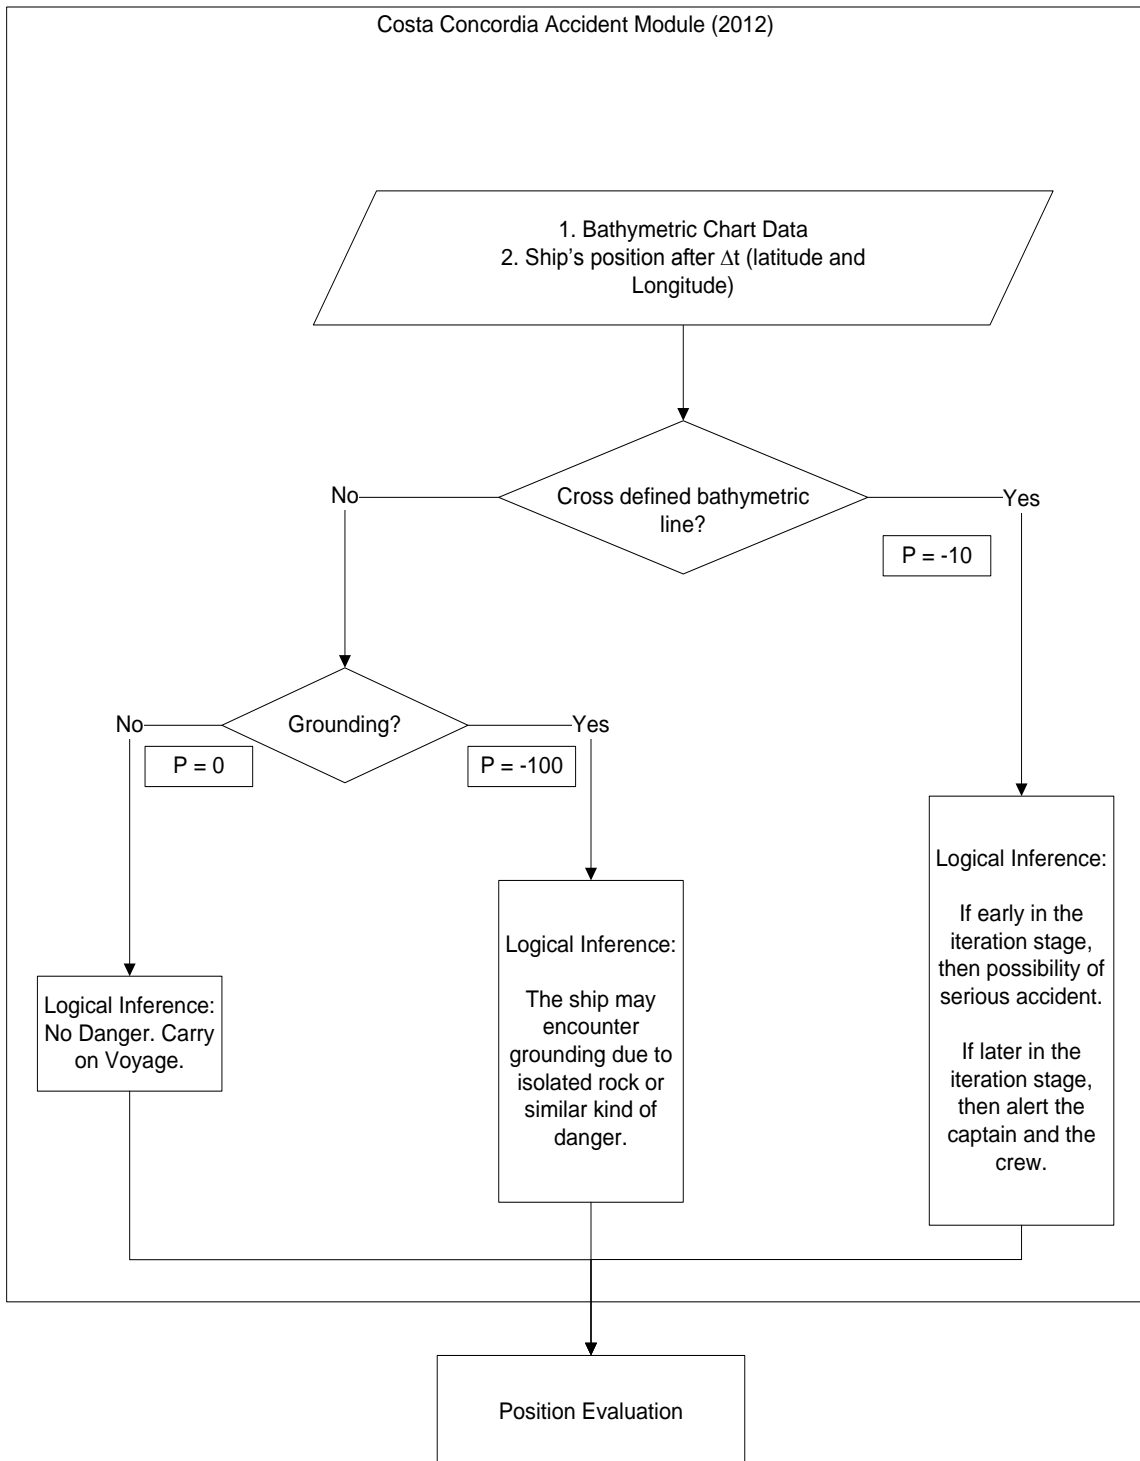 Costa Concordia Accident Module (2012)
1. Bathymetric Chart Data
2. Ship's position after Δt (latitude and
Longitude)
Cross defined bathymetric
line?
No
Yes
P = -10
Grounding?
No
Yes
P = 0
P = -100
Logical Inference:
No Danger. Carry
on Voyage.
Logical Inference:
The ship may
encounter
grounding due to
isolated rock or
similar kind of
danger.
Logical Inference:
If early in the
iteration stage,
then possibility of
serious accident.
If later in the
iteration stage,
then alert the
captain and the
crew.
Position Evaluation